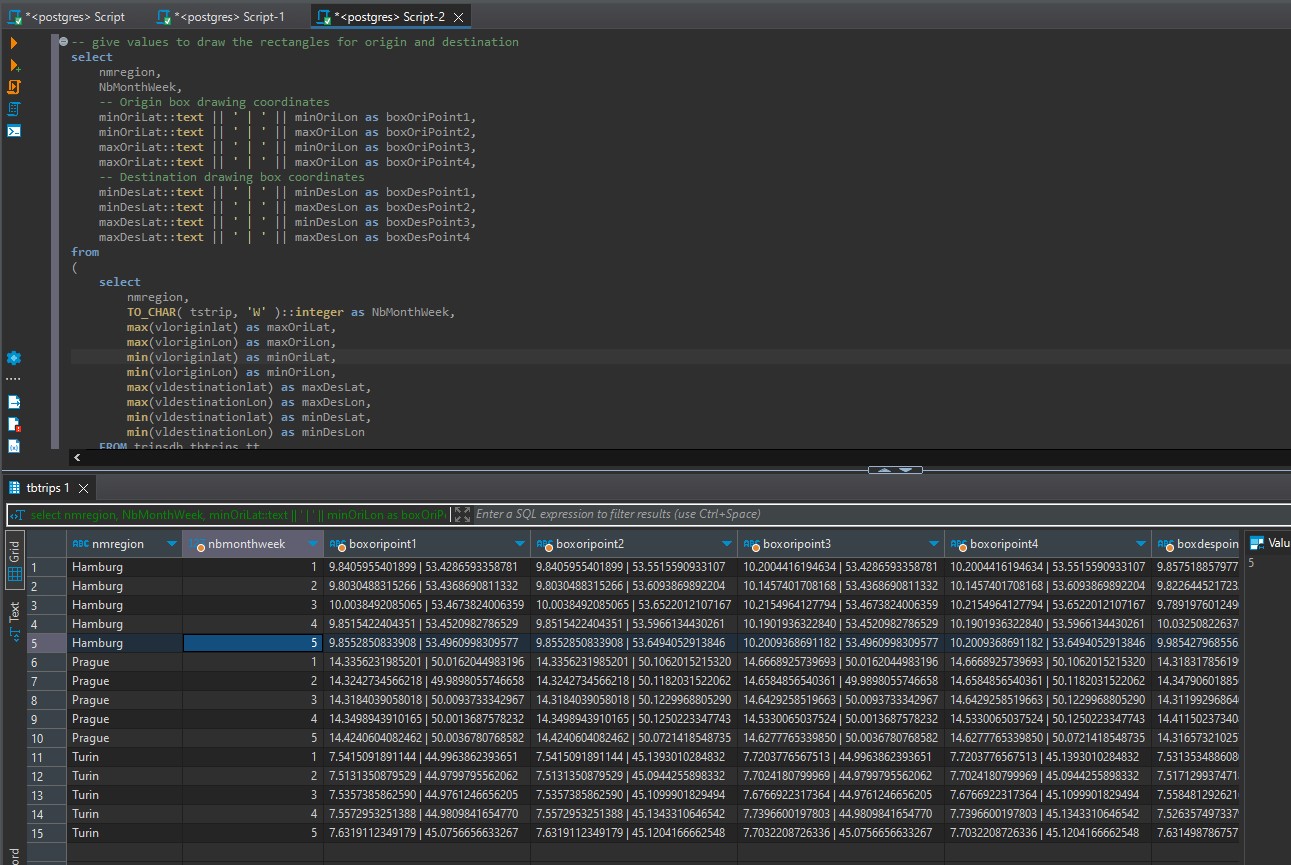 *<postgres> Script *<postgres> Script-1 *<postgres> Script-2
-- give values to draw the rectangles for origin and destination
select
nmregion,
NbMonthWeek,
-- Origin box drawing coordinates
minOriLat::text || ' | ' || minOriLon as boxOriPoint1,
minOriLat::text || ' | ' || maxOriLon as boxOriPoint2,
maxOriLat::text || ' | ' || minOriLon as boxOriPoint3,
maxOriLat::text || ' | ' || maxOriLon as boxOriPoint4,
-- Destination drawing box coordinates
minDesLat::text || ' | ' || minDesLon as boxDesPoint1,
minDesLat::text || ' | ' || maxDesLon as boxDesPoint2,
maxDesLat::text || ' | ' || minDesLon as boxDesPoint3,
maxDesLat::text || ' | ' || maxDesLon as boxDesPoint4
from
(
select
nmregion,
TO_CHAR( tstrip, 'W' )::integer as NbMonthWeek,
max(vloriginlat) as maxOriLat,
max(vloriginLon) as maxOriLon,
min(vloriginlat) as minOriLat,
min(vloriginLon) as minOriLon,
max(vldestinationlat) as maxDesLat,
max(vldestinationLon) as maxDesLon,
min(vldestinationlat) as minDesLat,
min(vldestinationLon) as minDesLon
FROM tripsdb.tbtrips tt
tbtrips 1
select nmregion, NbMonthWeek, minOriLat::text || ' | ' || minOriLon as boxOriP Enter a SQL expression to filter results (use Ctrl+Space)
Grid
Text
ABC nmregion nbmonthweek ABC boxoripoint1 ABC boxoripoint2 ABC boxoripoint3 ABC boxoripoint4 ABC boxdespoin Valu
1 Hamburg 1 9.8405955401899 | 53.4286593358781 9.8405955401899 | 53.5515590933107 10.2004416194634 | 53.4286593358781 10.2004416194634 | 53.5515590933107 9.857518857977 5
2 Hamburg 2 9.8030488315266 | 53.4368690811332 9.8030488315266 | 53.6093869892204 10.1457401708168 | 53.4368690811332 10.1457401708168 | 53.6093869892204 9.822644521723
3 Hamburg 3 10.0038492085065 | 53.4673824006359 10.0038492085065 | 53.6522012107167 10.2154964127794 | 53.4673824006359 10.2154964127794 | 53.6522012107167 9.789197601249
4 Hamburg 4 9.8515422404351 | 53.4520982786529 9.8515422404351 | 53.5966134430261 10.1901936322840 | 53.4520982786529 10.1901936322840 | 53.5966134430261 10.03250822637
5 Hamburg 5 9.8552850833908 | 53.4960998309577 9.8552850833908 | 53.6494052913846 10.2009368691182 | 53.4960998309577 10.2009368691182 | 53.6494052913846 9.985427968556
6 Prague 1 14.3356231985201 | 50.0162044983196 14.3356231985201 | 50.1062015215320 14.6668925739693 | 50.0162044983196 14.6668925739693 | 50.1062015215320 14.31831785619
7 Prague 2 14.3242734566218 | 49.9898055746658 14.3242734566218 | 50.1182031522062 14.6584856540361 | 49.9898055746658 14.6584856540361 | 50.1182031522062 14.34790601885
8 Prague 3 14.3184039058018 | 50.0093733342967 14.3184039058018 | 50.1229968805290 14.6429258519663 | 50.0093733342967 14.6429258519663 | 50.1229968805290 14.31199296864
9 Prague 4 14.3498943910165 | 50.0013687578232 14.3498943910165 | 50.1250223347743 14.5330065037524 | 50.0013687578232 14.5330065037524 | 50.1250223347743 14.41150237340
10 Prague 5 14.4240604082462 | 50.0036780768582 14.4240604082462 | 50.0721418548735 14.6277765339850 | 50.0036780768582 14.6277765339850 | 50.0721418548735 14.31657321025
11 Turin 1 7.5415091891144 | 44.9963862393651 7.5415091891144 | 45.1393010284832 7.7203776567513 | 44.9963862393651 7.7203776567513 | 45.1393010284832 7.531353488608
12 Turin 2 7.5131350879529 | 44.9799795562062 7.5131350879529 | 45.0944255898332 7.7024180799969 | 44.9799795562062 7.7024180799969 | 45.0944255898332 7.517129937471
13 Turin 3 7.5357385862590 | 44.9761246656205 7.5357385862590 | 45.1099901829494 7.6766922317364 | 44.9761246656205 7.6766922317364 | 45.1099901829494 7.558481292621
14 Turin 4 7.5572953251365 | 44.9809841654770 7.5572953251365 | 45.1343310646542 7.7396600197803 | 44.9809841654770 7.7396600197803 | 45.1343310646542 7.526357497337
15 Turin 5 7.6319112349179 | 45.0756656633267 7.6319112349179 | 45.1204166662548 7.7032208726336 | 45.0756656633267 7.7032208726336 | 45.1204166662548 7.631498786757
ord